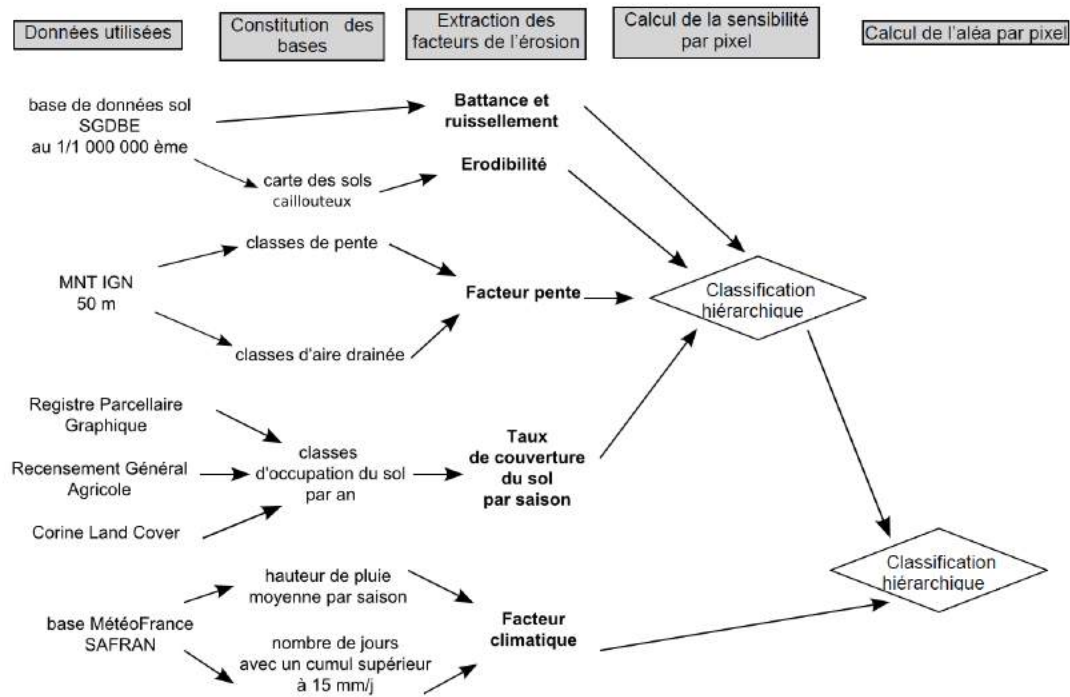 Données utilisées
Constitution des
bases
Extraction des
facteurs de l'érosion
Calcul de la sensibilité
par pixel
Calcul de l'aléa par pixel
base de données sol
SGDBE
au 1/1 000 000 ème
Battance et
ruissellement
carte des sols
caillouteux
Erodibilité
MNT IGN
50 m
classes de pente
classes d'aire drainée
Facteur pente
Classification
hiérarchique
Registre Parcellaire
Graphique
Recensement Général
Agricole
Corine Land Cover
classes
d'occupation du sol
par an
Taux
de couverture
du sol
par saison
base MétéoFrance
SAFRAN
hauteur de pluie
moyenne par saison
nombre de jours
avec un cumul supérieur
à 15 mm/j
Facteur
climatique
Classification
hiérarchique